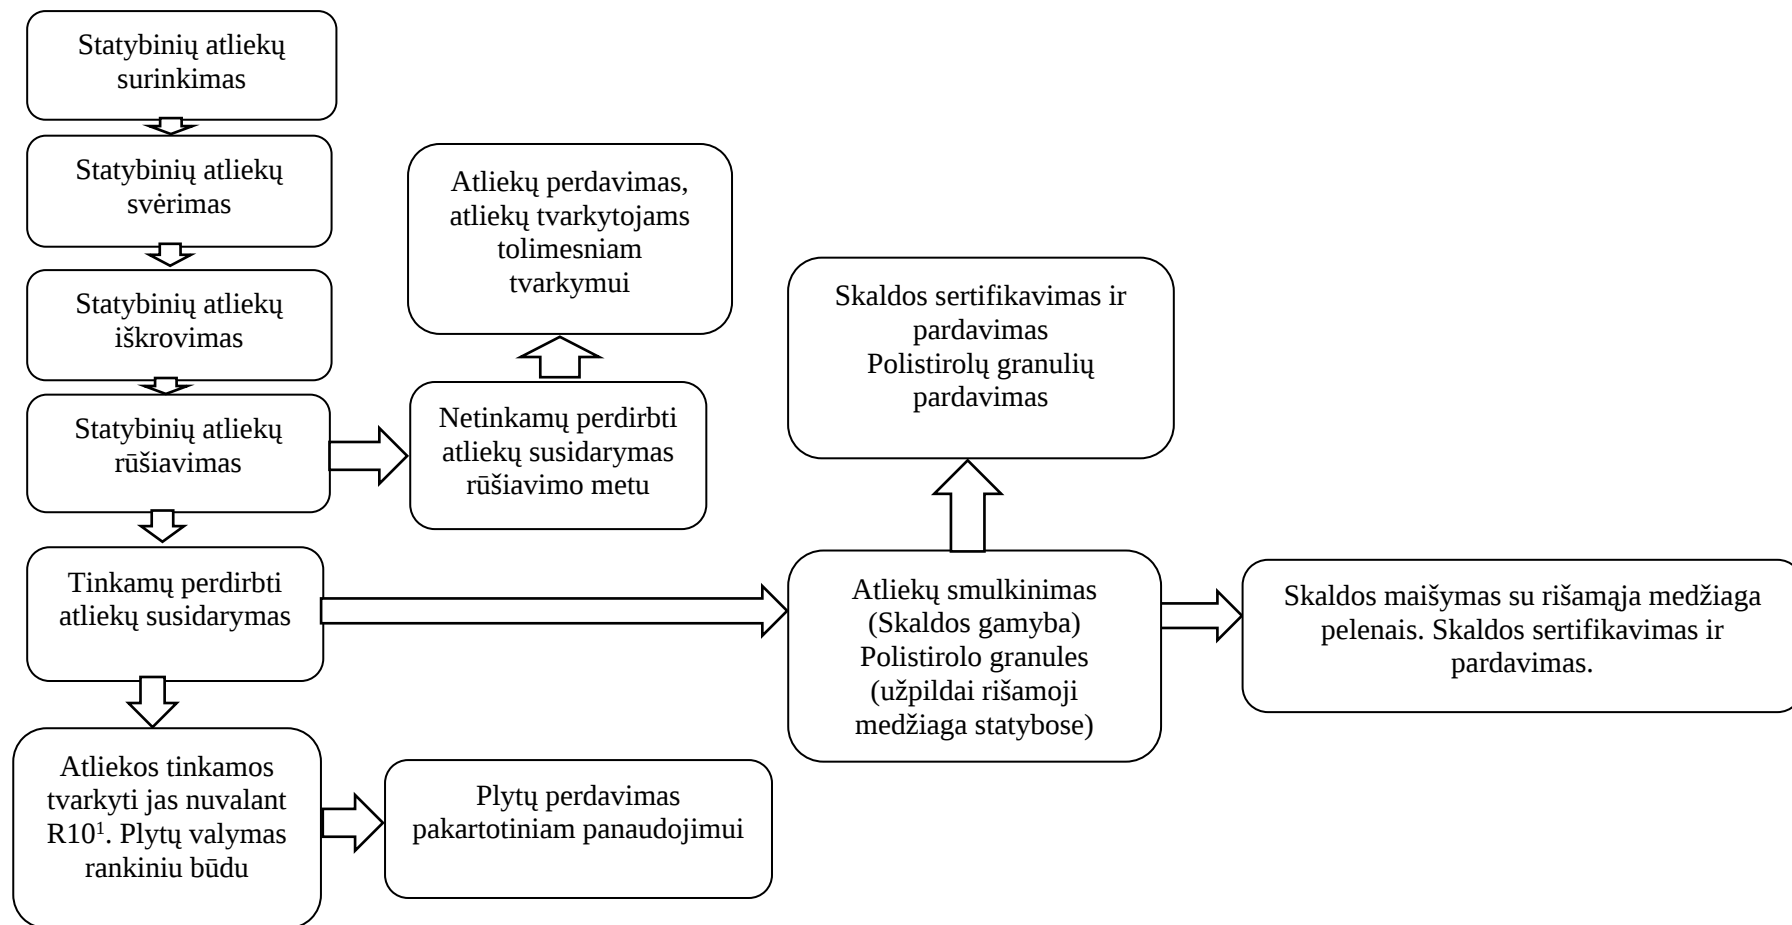 Statybinių atliekų
surinkimas
Statybinių atliekų
svėrimas
Statybinių atliekų
iškrovimas
Statybinių atliekų
rūšiavimas
Atliekų perdavimas,
atliekų tvarkytojams
tolimesniam
tvarkymui
Netinkamų perdirbti
atliekų susidarymas
rūšiavimo metu
Tinkamų perdirbti
atliekų susidarymas
Skaldos sertifikavimas ir
pardavimas
Polistirolų granulių
pardavimas
Atliekų smulkinimas
(Skaldos gamyba)
Polistirolo granules
(užpildai rišamoji
medžiaga statybose)
Skaldos maišymas su rišamąja medžiaga
pelenais. Skaldos sertifikavimas ir
pardavimas.
Atliekos tinkamos
tvarkyti jas nuvalant
R10¹. Plytų valymas
rankiniu būdu
Plytų perdavimas
pakartotiniam panaudojimui